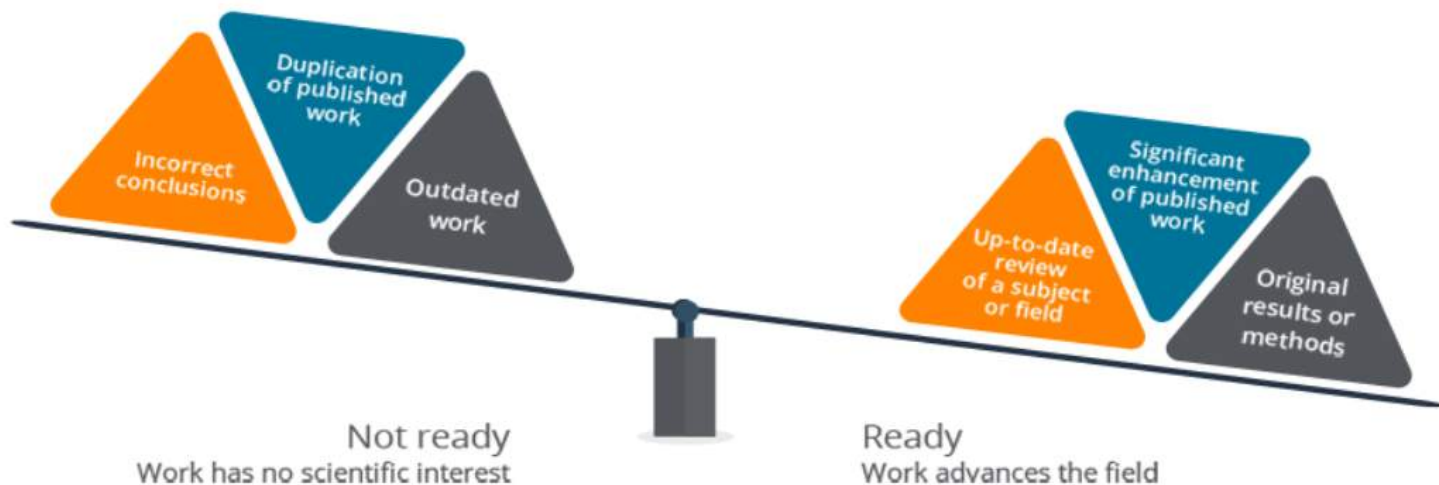 Duplication
of published
work
Incorrect
conclusions
Outdated
work
Significant
enhancement
of published
work
Up-to-date
review
of a subject
or field
Original
results or
methods
Not ready
Work has no scientific interest
Ready
Work advances the field